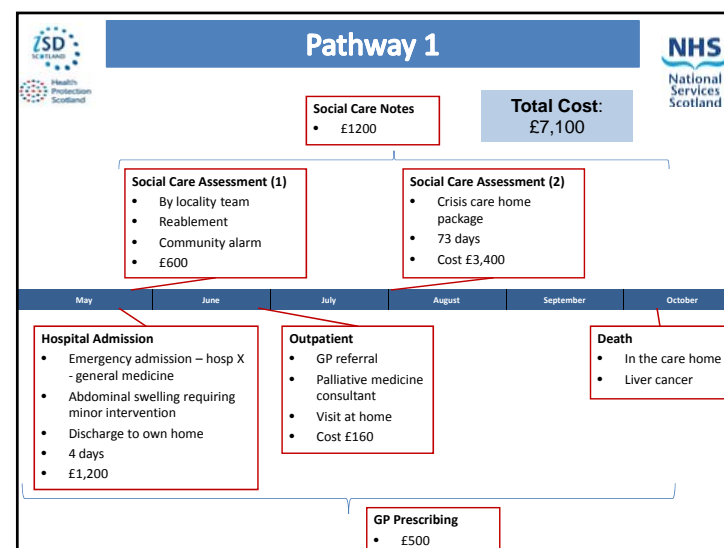 Pathway 1
iSD
SCOTLAND
Health
Protection
Scotland
NHS
National
Services
Scotland
Social Care Notes
• £1200
Total Cost:
£7,100
Social Care Assessment (1)
• By locality team
• Reablement
• Community alarm
• £600
Social Care Assessment (2)
• Crisis care home
package
• 73 days
• Cost £3,400
May June July August September October
Hospital Admission
• Emergency admission – hosp X
- general medicine
• Abdominal swelling requiring
minor intervention
• Discharge to own home
• 4 days
• £1,200
Outpatient
• GP referral
• Palliative medicine
consultant
• Visit at home
• Cost £160
Death
• In the care home
• Liver cancer
GP Prescribing
• £500